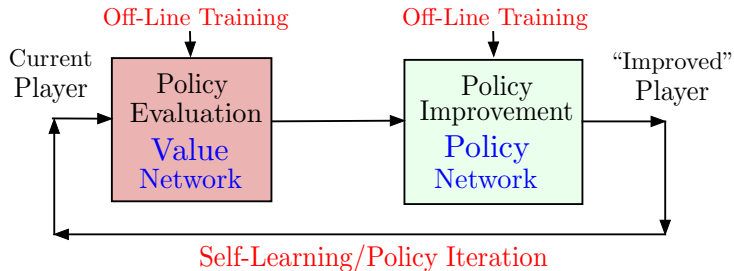 Off-Line Training
Off-Line Training
Current
Player
Policy
Evaluation
Value
Network
Policy
Improvement
Policy
Network
“Improved”
Player
Self-Learning/Policy Iteration